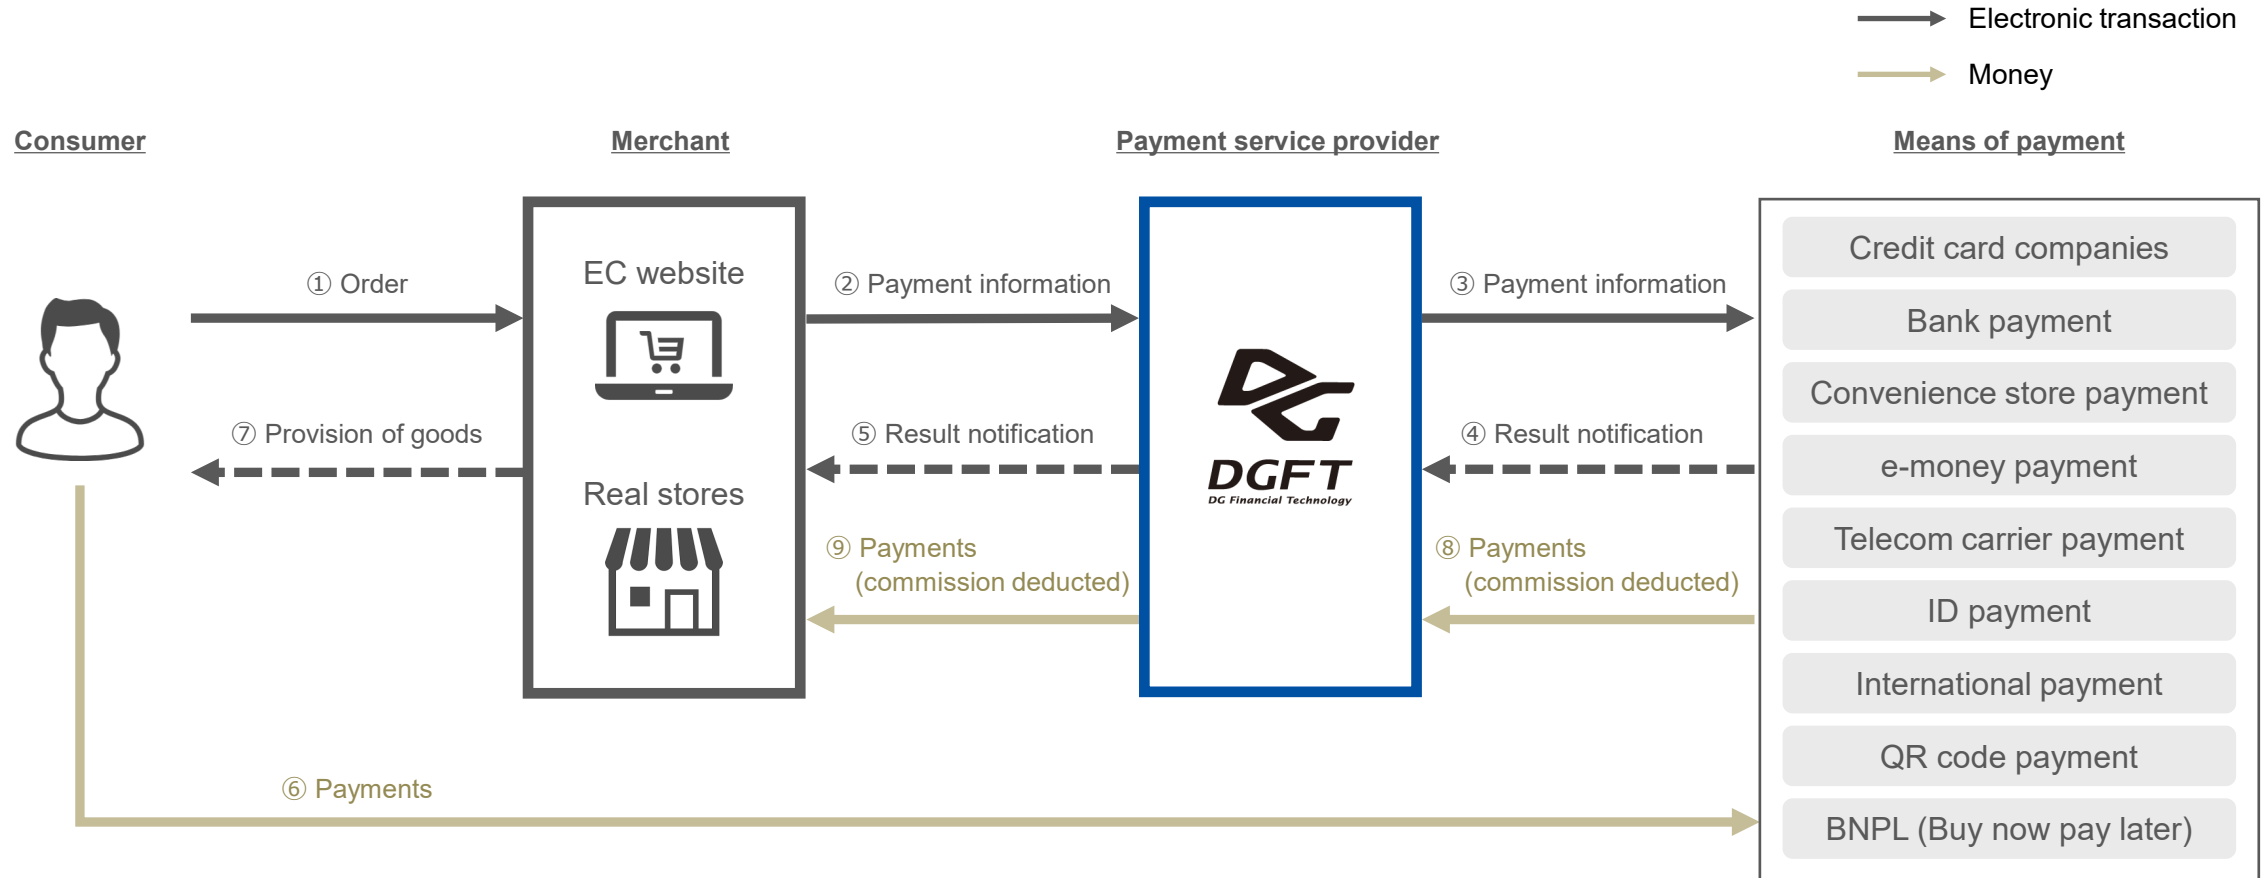 Electronic transaction
Money
Consumer
Merchant
Payment service provider
Means of payment
① Order
⑦ Provision of goods
EC website
Real stores
② Payment information
⑤ Result notification
⑨ Payments
(commission deducted)
DGFT
DG Financial Technology
③ Payment information
④ Result notification
⑧ Payments
(commission deducted)
Credit card companies
Bank payment
Convenience store payment
e-money payment
Telecom carrier payment
ID payment
International payment
QR code payment
BNPL (Buy now pay later)
⑥ Payments